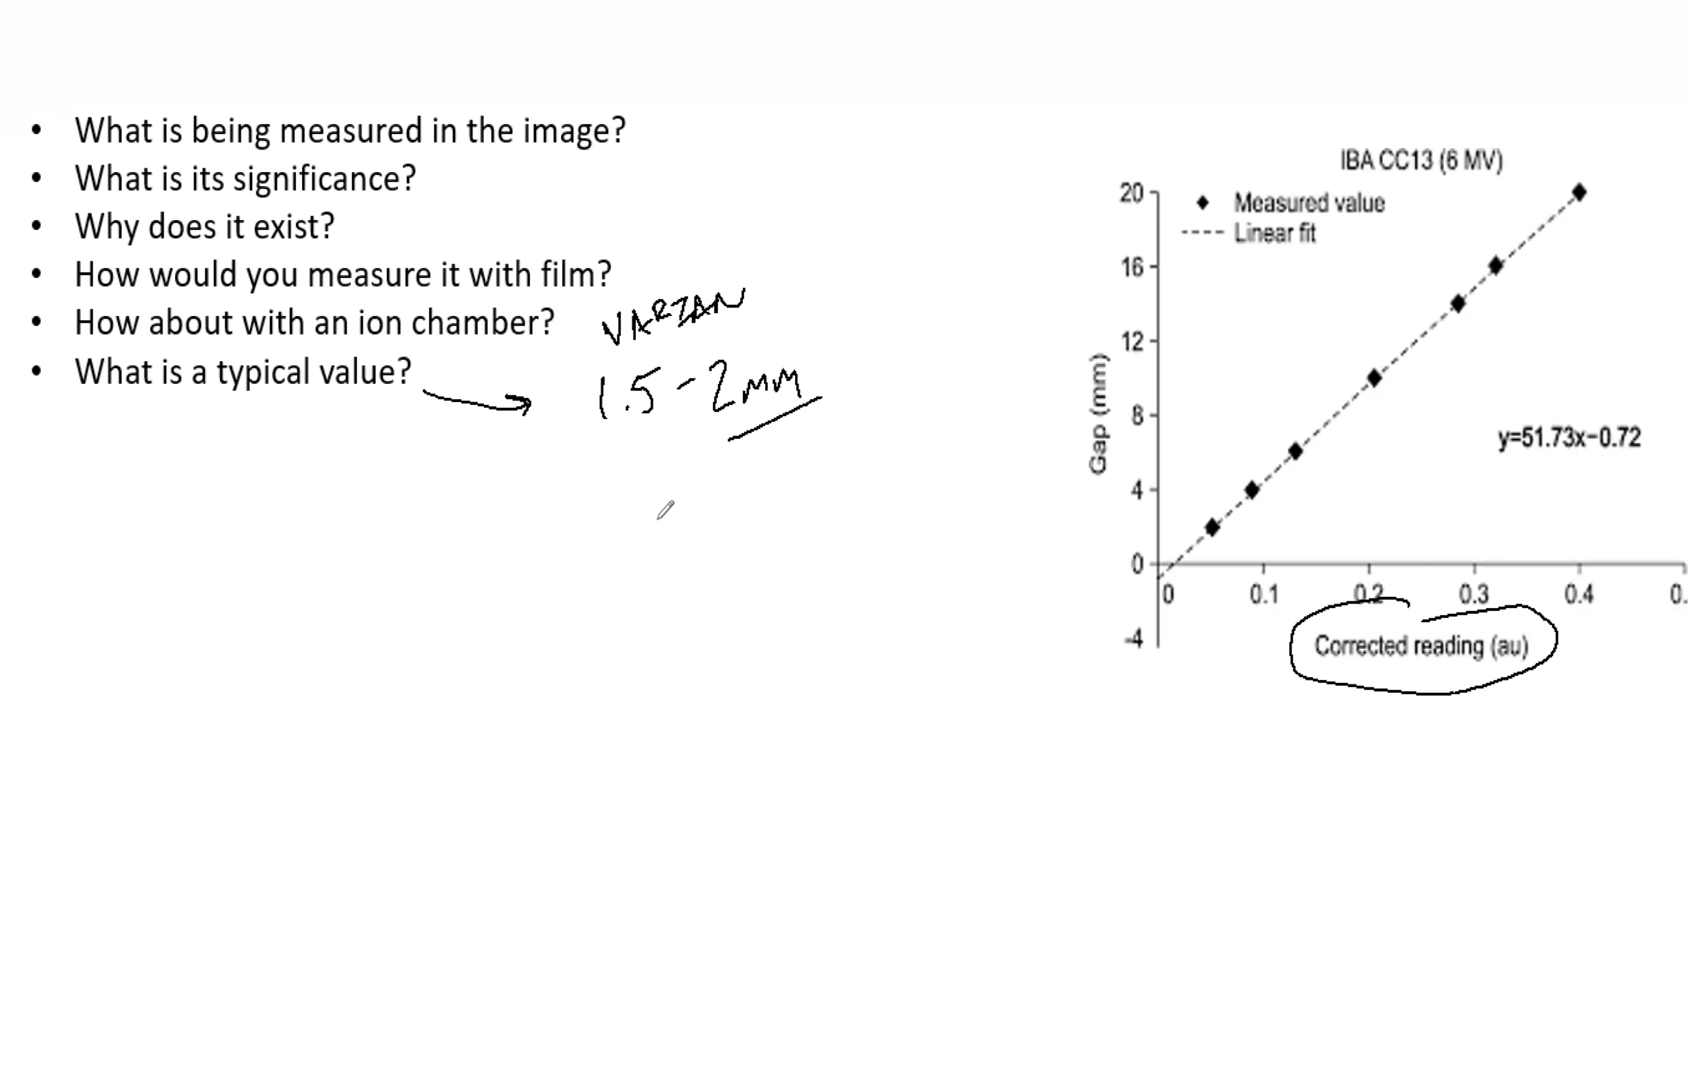 • What is being measured in the image?
• What is its significance?
• Why does it exist?
• How would you measure it with film?
• How about with an ion chamber?
• What is a typical value?
VARIAN
1.5 - 2mm
IBA CC13 (6 MV)
Measured value
Linear fit
20
16
12
8
4
0
-4
Gap (mm)
y=51.73x-0.72
0 0.1 0.2 0.3 0.4 0.
Corrected reading (au)